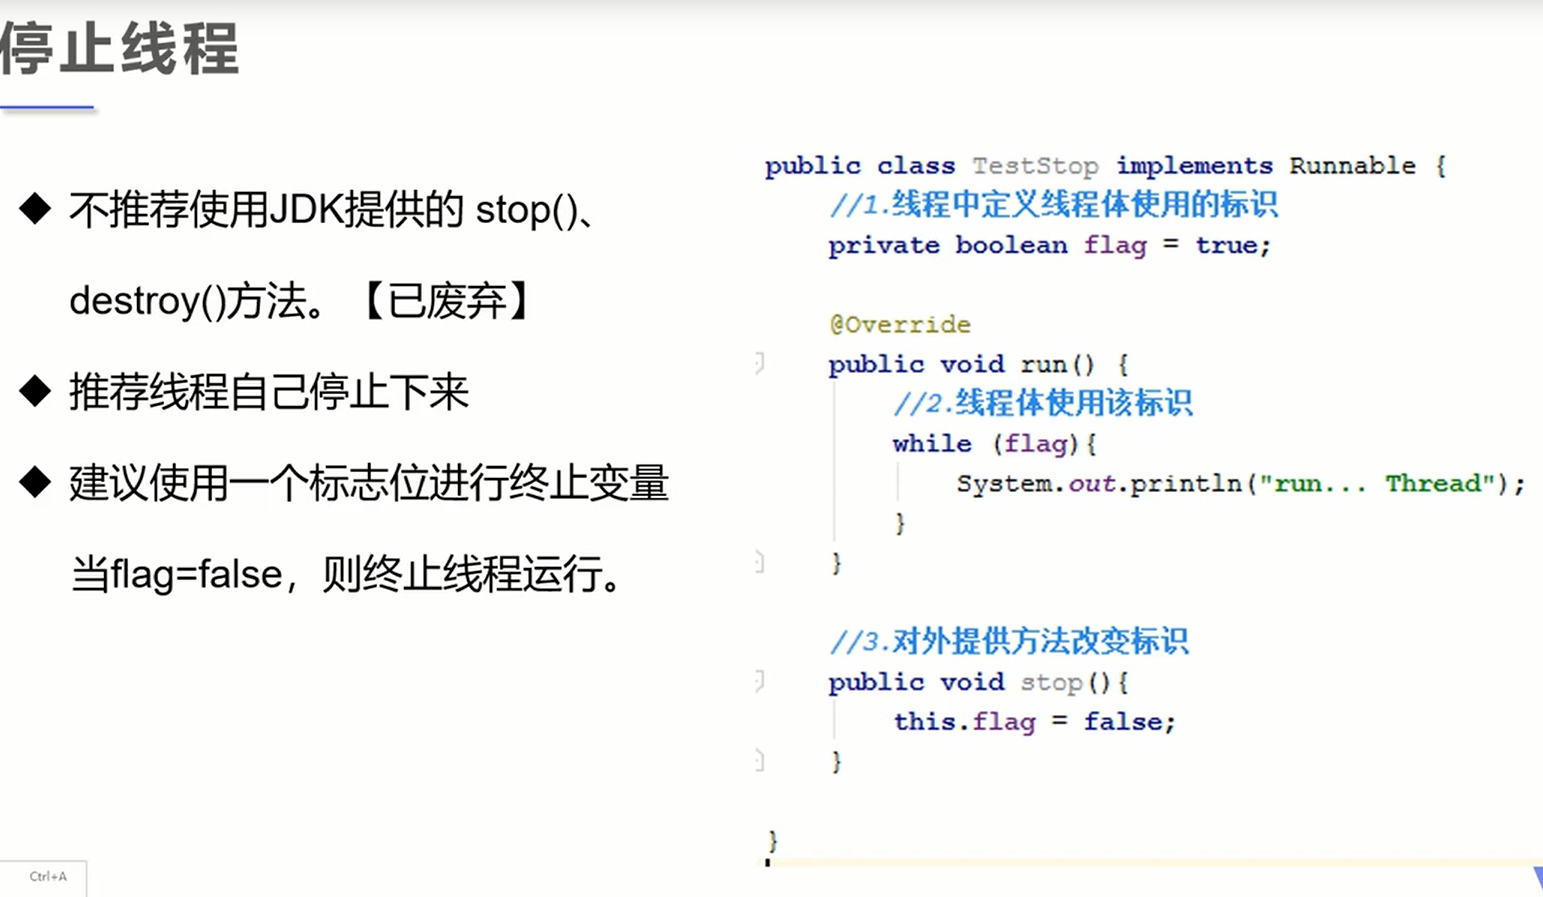 停止线程
◆ 不推荐使用JDK提供的 stop()、
destroy()方法。【已废弃】
◆ 推荐线程自己停止下来
◆ 建议使用一个标志位进行终止变量
当flag=false，则终止线程运行。
public class TestStop implements Runnable {
//1.线程中定义线程体使用的标识
private boolean flag = true;
@Override
public void run() {
//2.线程体使用该标识
while (flag){
System.out.println("run... Thread");
}
}
//3.对外提供方法改变标识
public void stop(){
this.flag = false;
}
}
Ctrl+A